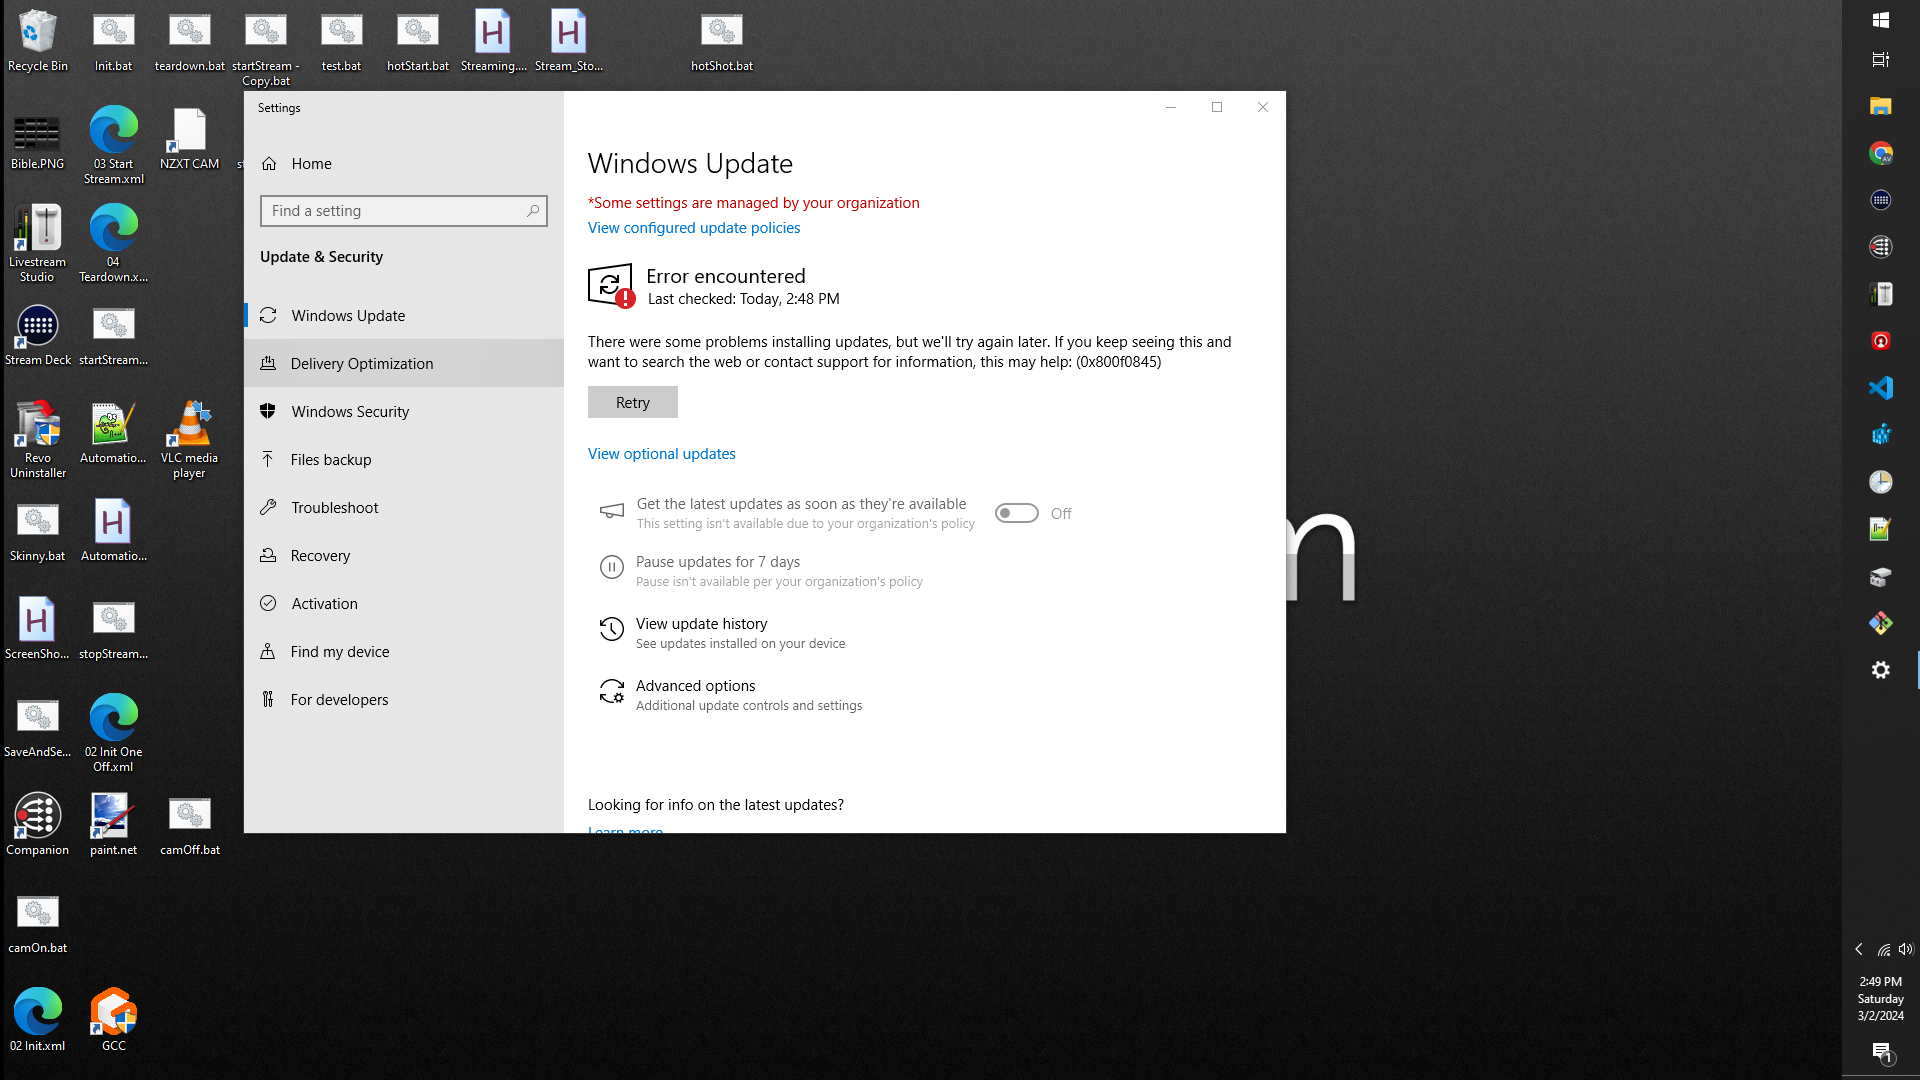 Recycle Bin
Init.bat
teardown.bat
startStream -
Copy.bat
test.bat
hotStart.bat
Streaming....
Stream_Sto...
hotShot.bat
Bible.PNG
03 Start
Stream.xml
NZXT CAM
st
Livestream
Studio
04
Teardown.x...
Stream Deck
startStream...
Revo
Uninstaller
Automatio...
VLC media
player
Skinny.bat
Automatio...
ScreenSho...
stopStream...
SaveAndSe...
02 Init One
Off.xml
Companion
paint.net
camOff.bat
camOn.bat
02 Init.xml
GCC
Settings
Home
Find a setting
Update & Security
Windows Update
Delivery Optimization
Windows Security
Files backup
Troubleshoot
Recovery
Activation
Find my device
For developers
Windows Update
*Some settings are managed by your organization
View configured update policies
Error encountered
Last checked: Today, 2:48 PM
There were some problems installing updates, but we'll try again later. If you keep seeing this and
want to search the web or contact support for information, this may help: (0x800f0845)
Retry
View optional updates
Get the latest updates as soon as they're available
This setting isn't available due to your organization's policy
Off
Pause updates for 7 days
Pause isn't available per your organization's policy
View update history
See updates installed on your device
Advanced options
Additional update controls and settings
Looking for info on the latest updates?
Learn more
m
AV
2:49 PM
Saturday
3/2/2024
1